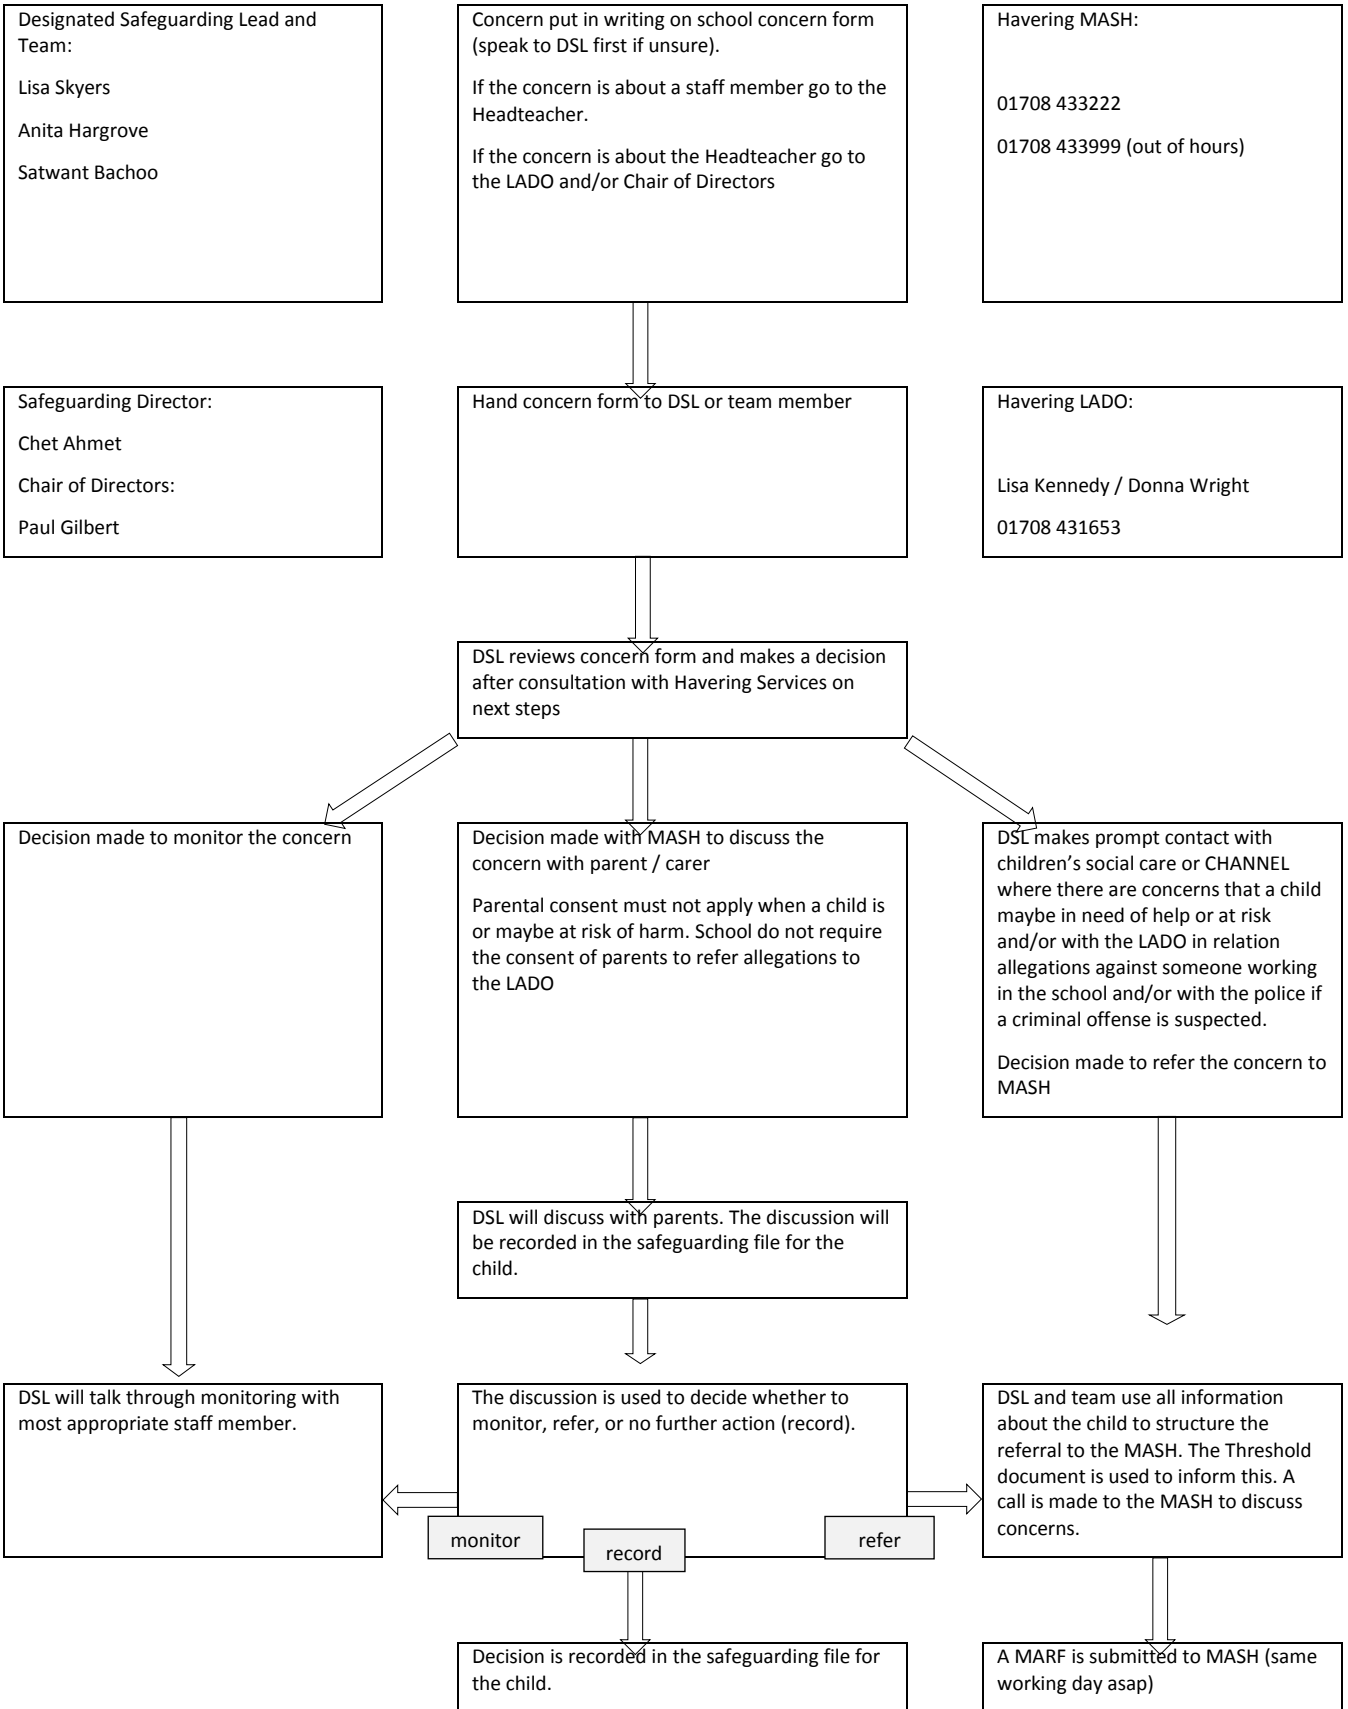 Designated Safeguarding Lead and
Team:
Lisa Skyers
Anita Hargrove
Satwant Bachoo
Concern put in writing on school concern form
(speak to DSL first if unsure).
If the concern is about a staff member go to the
Headteacher.
If the concern is about the Headteacher go to
the LADO and/or Chair of Directors
Havering MASH:
01708 433222
01708 433999 (out of hours)
Safeguarding Director:
Chet Ahmet
Chair of Directors:
Paul Gilbert
Hand concern form to DSL or team member
Havering LADO:
Lisa Kennedy / Donna Wright
01708 431653
DSL reviews concern form and makes a decision
after consultation with Havering Services on
next steps
Decision made to monitor the concern
Decision made with MASH to discuss the
concern with parent / carer
Parental consent must not apply when a child is
or maybe at risk of harm. School do not require
the consent of parents to refer allegations to
the LADO
DSL makes prompt contact with
children’s social care or CHANNEL
where there are concerns that a child
maybe in need of help or at risk
and/or with the LADO in relation
allegations against someone working
in the school and/or with the police if
a criminal offense is suspected.
Decision made to refer the concern to
MASH
DSL will discuss with parents. The discussion will
be recorded in the safeguarding file for the
child.
DSL will talk through monitoring with
most appropriate staff member.
The discussion is used to decide whether to
monitor, refer, or no further action (record).
DSL and team use all information
about the child to structure the
referral to the MASH. The Threshold
document is used to inform this. A
call is made to the MASH to discuss
concerns.
monitor
record
refer
Decision is recorded in the safeguarding file for
the child.
A MARF is submitted to MASH (same
working day asap)